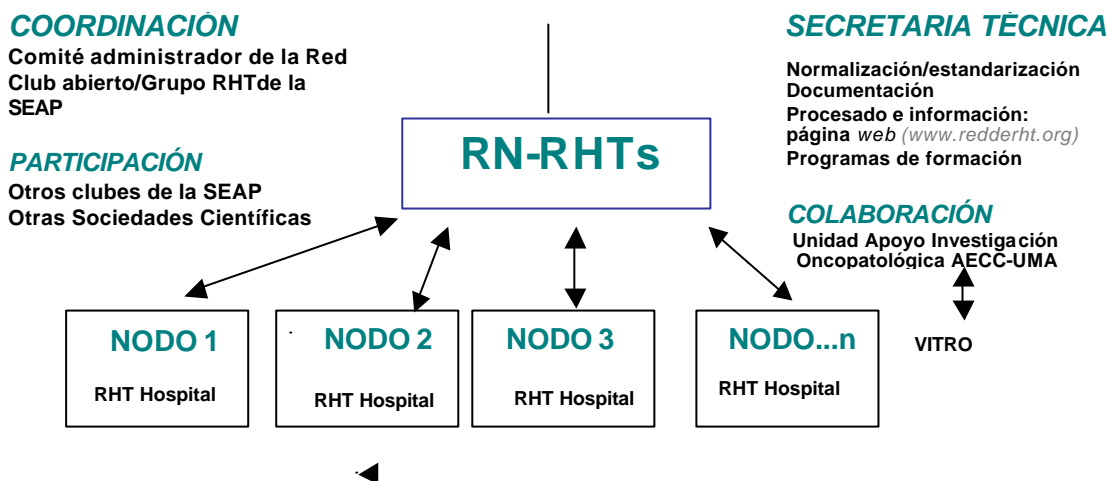 COORDINACIÓN
Comité administrador de la Red
Club abierto/Grupo RHTde la
SEAP
PARTICIPACIÓN
Otros clubes de la SEAP
Otras Sociedades Científicas
RN-RHTs
SECRETARIA TÉCNICA
Normalización/estandarización
Documentación
Procesado e información:
página web (www.redderht.org)
Programas de formación
COLABORACIÓN
Unidad Apoyo Investigación
Oncopatológica AECC-UMA
VITRO
NODO 1
RHT Hospital
NODO 2
RHT Hospital
NODO 3
RHT Hospital
NODO...n
RHT Hospital